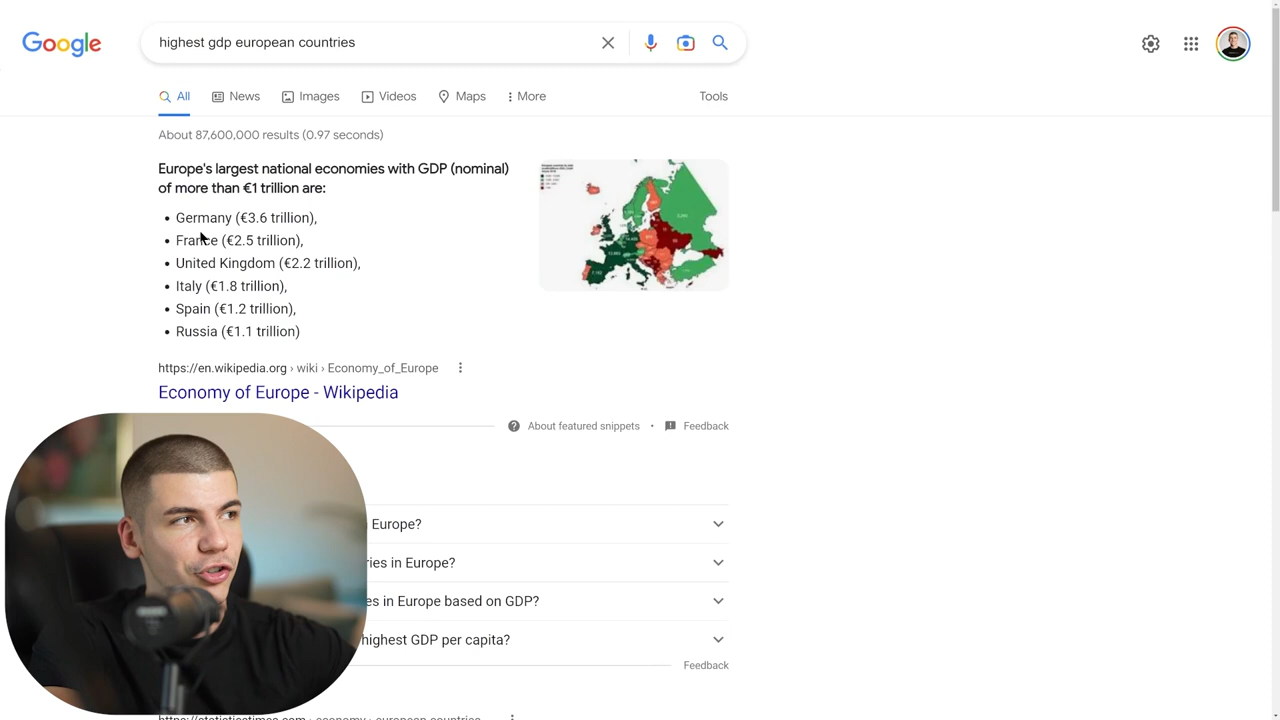 Google
highest gdp european countries
All
News
Images
Videos
Maps
More
Tools
About 87,600,000 results (0.97 seconds)
Europe's largest national economies with GDP (nominal)
of more than €1 trillion are:
Germany (€3.6 trillion),
France (€2.5 trillion),
United Kingdom (€2.2 trillion),
Italy (€1.8 trillion),
Spain (€1.2 trillion),
Russia (€1.1 trillion)
https://en.wikipedia.org › wiki › Economy_of_Europe
Economy of Europe - Wikipedia
About featured snippets • Feedback
Europe?
ries in Europe?
es in Europe based on GDP?
highest GDP per capita?
Feedback